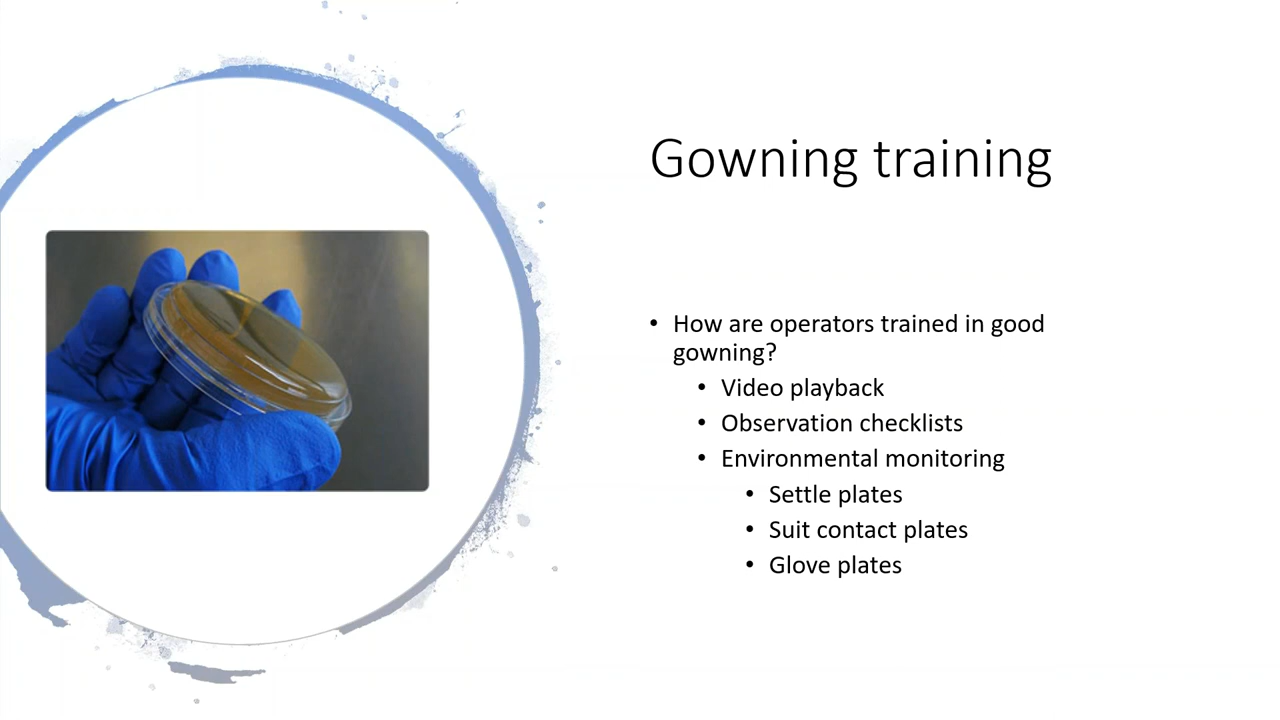 Gowning training
• How are operators trained in good
gowning?
• Video playback
• Observation checklists
• Environmental monitoring
• Settle plates
• Suit contact plates
• Glove plates